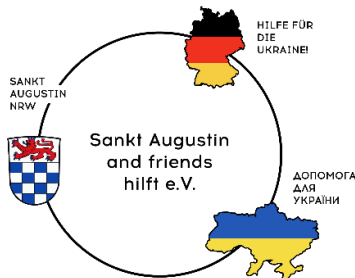 HILFE FÜR
DIE
UKRAINE!
SANKT
AUGUSTIN
NRW
Sankt Augustin
and friends
hilft e.V.
ДОПОМОГА
ДЛЯ
УКРАЇНИ